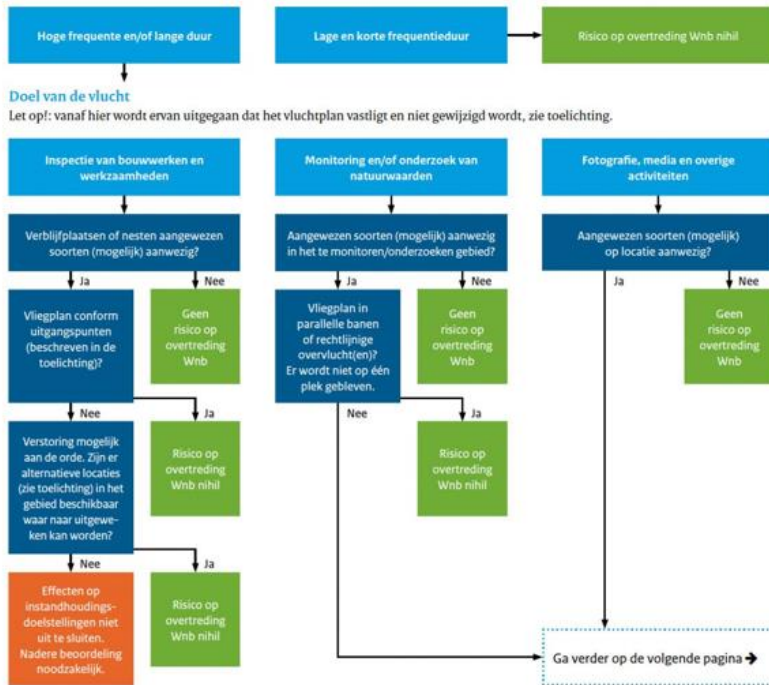 Hoge frequente en/of lange duur
Lage en korte frequentieduur
Risico op overtreding Wnb nihil
Doel van de vlucht
Let op!: vanaf hier wordt ervan uitgegaan dat het vluchtplan vastligt en niet gewijzigd wordt, zie toelichting.
Inspectie van bouwwerken en
werkzaamheden
Verblijfplaatsen of nesten aangewezen
soorten (mogelijk) aanwezig?
Ja
Nee
Vliegplan conform
uitgangspunten
(beschreven in de
toelichting)?
Geen
risico op
overtreding
Wnb
Nee
Ja
Verstoring mogelijk
aan de orde. Zijn er
alternatieve locaties
(zie toelichting) in het
gebied beschikbaar
waar naar uitgewe-
ken kan worden?
Risico op
overtreding
Wnb nihil
Nee
Ja
Effecten op
instandhoudings-
doelstellingen niet
uit te sluiten.
Nadere beoordeling
noodzakelijk.
Risico op
overtreding
Wnb nihil
Monitoring en/of onderzoek van
natuurwaarden
Aangewezen soorten (mogelijk) aanwezig
in het te monitoren/onderzoeken gebied?
Ja
Nee
Vliegplan in
parallelle banen
of rechtlijnige
overvlucht(en)?
Er wordt niet op één
plek gebleven.
Geen
risico op
overtreding
Wnb
Nee
Ja
Risico op
overtreding
Wnb nihil
Fotografie, media en overige
activiteiten
Aangewezen soorten (mogelijk)
op locatie aanwezig?
Ja
Nee
Geen
risico op
overtreding
Wnb
Ga verder op de volgende pagina →